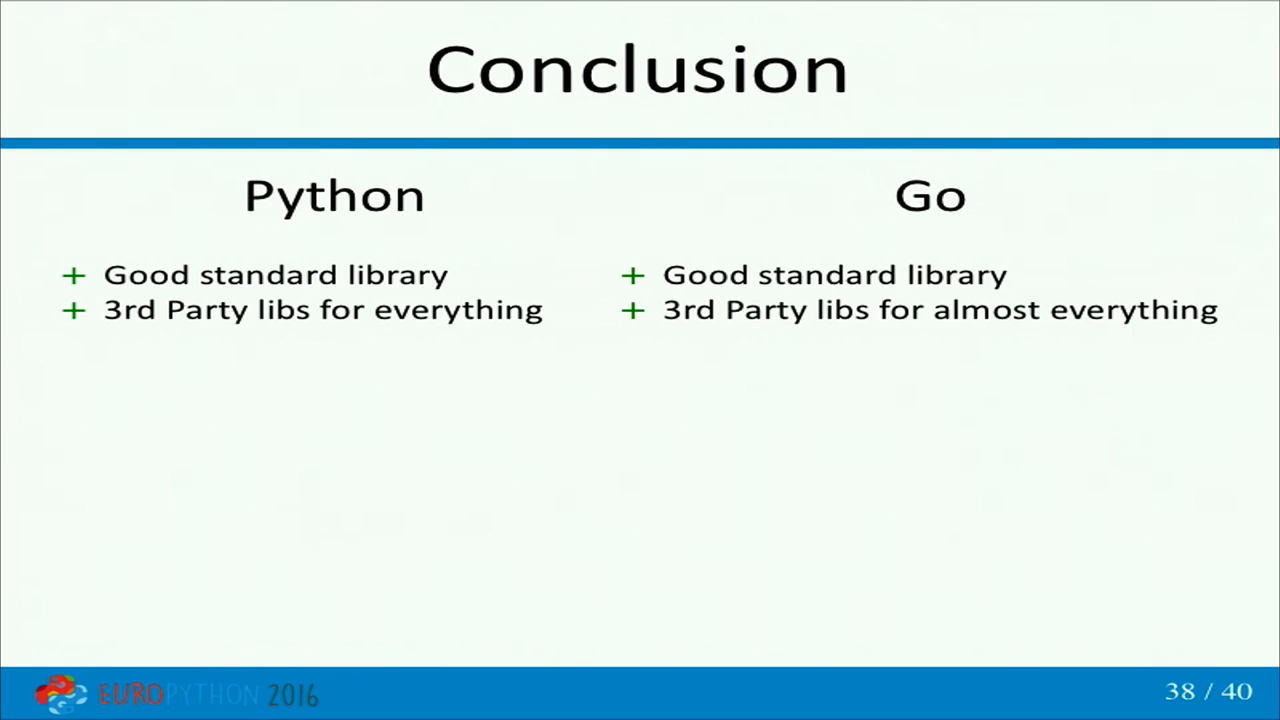 Conclusion
Python
+ Good standard library
+ 3rd Party libs for everything
Go
+ Good standard library
+ 3rd Party libs for almost everything
EUROPYTHON 2016
38 / 40